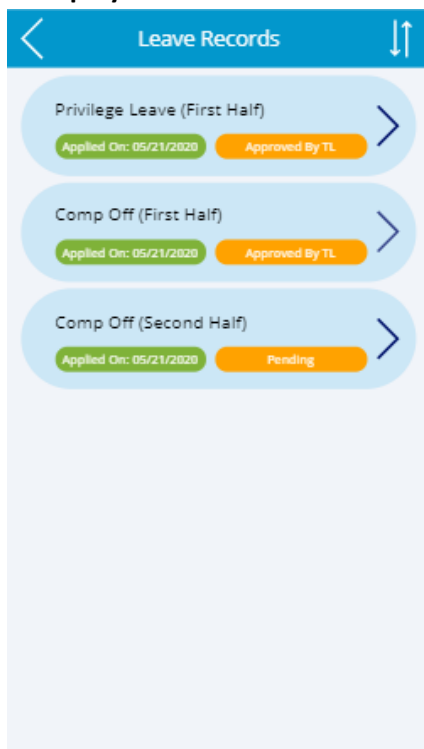 Leave Records
Privilege Leave (First Half)
Applied On: 05/21/2020 Approved By TL
Comp Off (First Half)
Applied On: 05/21/2020 Approved By TL
Comp Off (Second Half)
Applied On: 05/21/2020 Pending